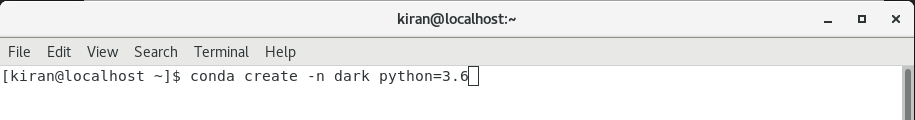 kiran@localhost:~
File Edit View Search Terminal Help
[kiran@localhost ~]$ conda create -n dark python=3.6